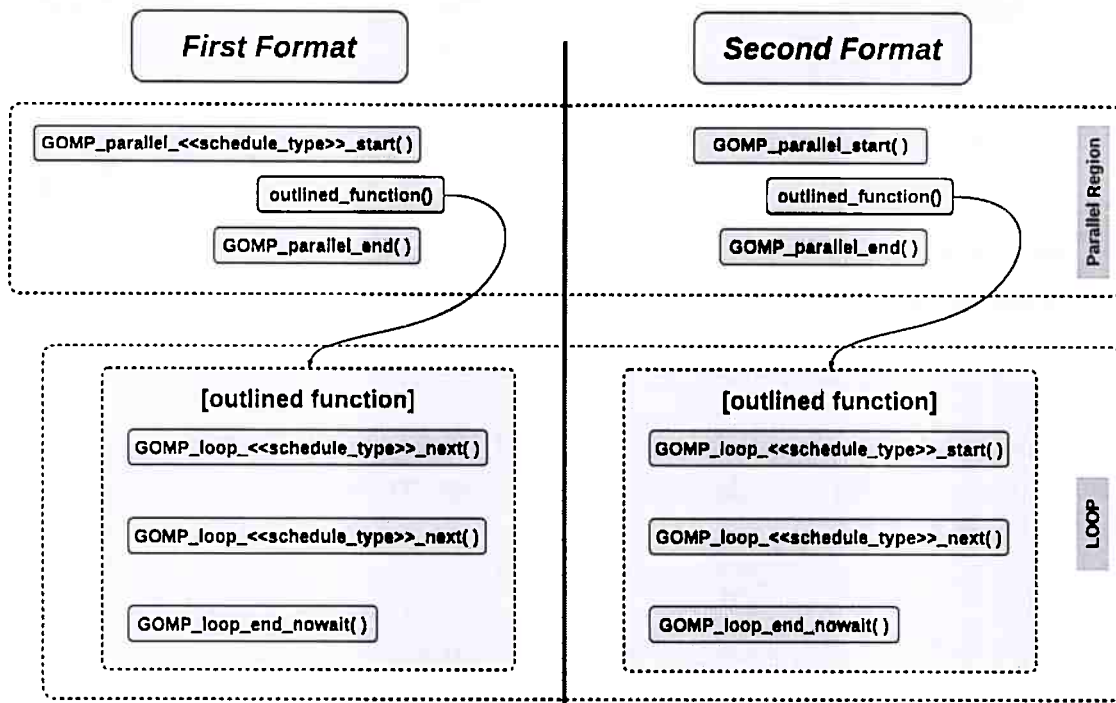 First Format
GOMP_parallel_<<schedule_type>>_start( )
outlined_function()
GOMP_parallel_end( )
[outlined function]
GOMP_loop_<<schedule_type>>_next( )
GOMP_loop_<<schedule_type>>_next( )
GOMP_loop_end_nowait( )
Second Format
GOMP_parallel_start( )
outlined_function()
GOMP_parallel_end( )
[outlined function]
GOMP_loop_<<schedule_type>>_start( )
GOMP_loop_<<schedule_type>>_next( )
GOMP_loop_end_nowait( )
Parallel Region
LOOP